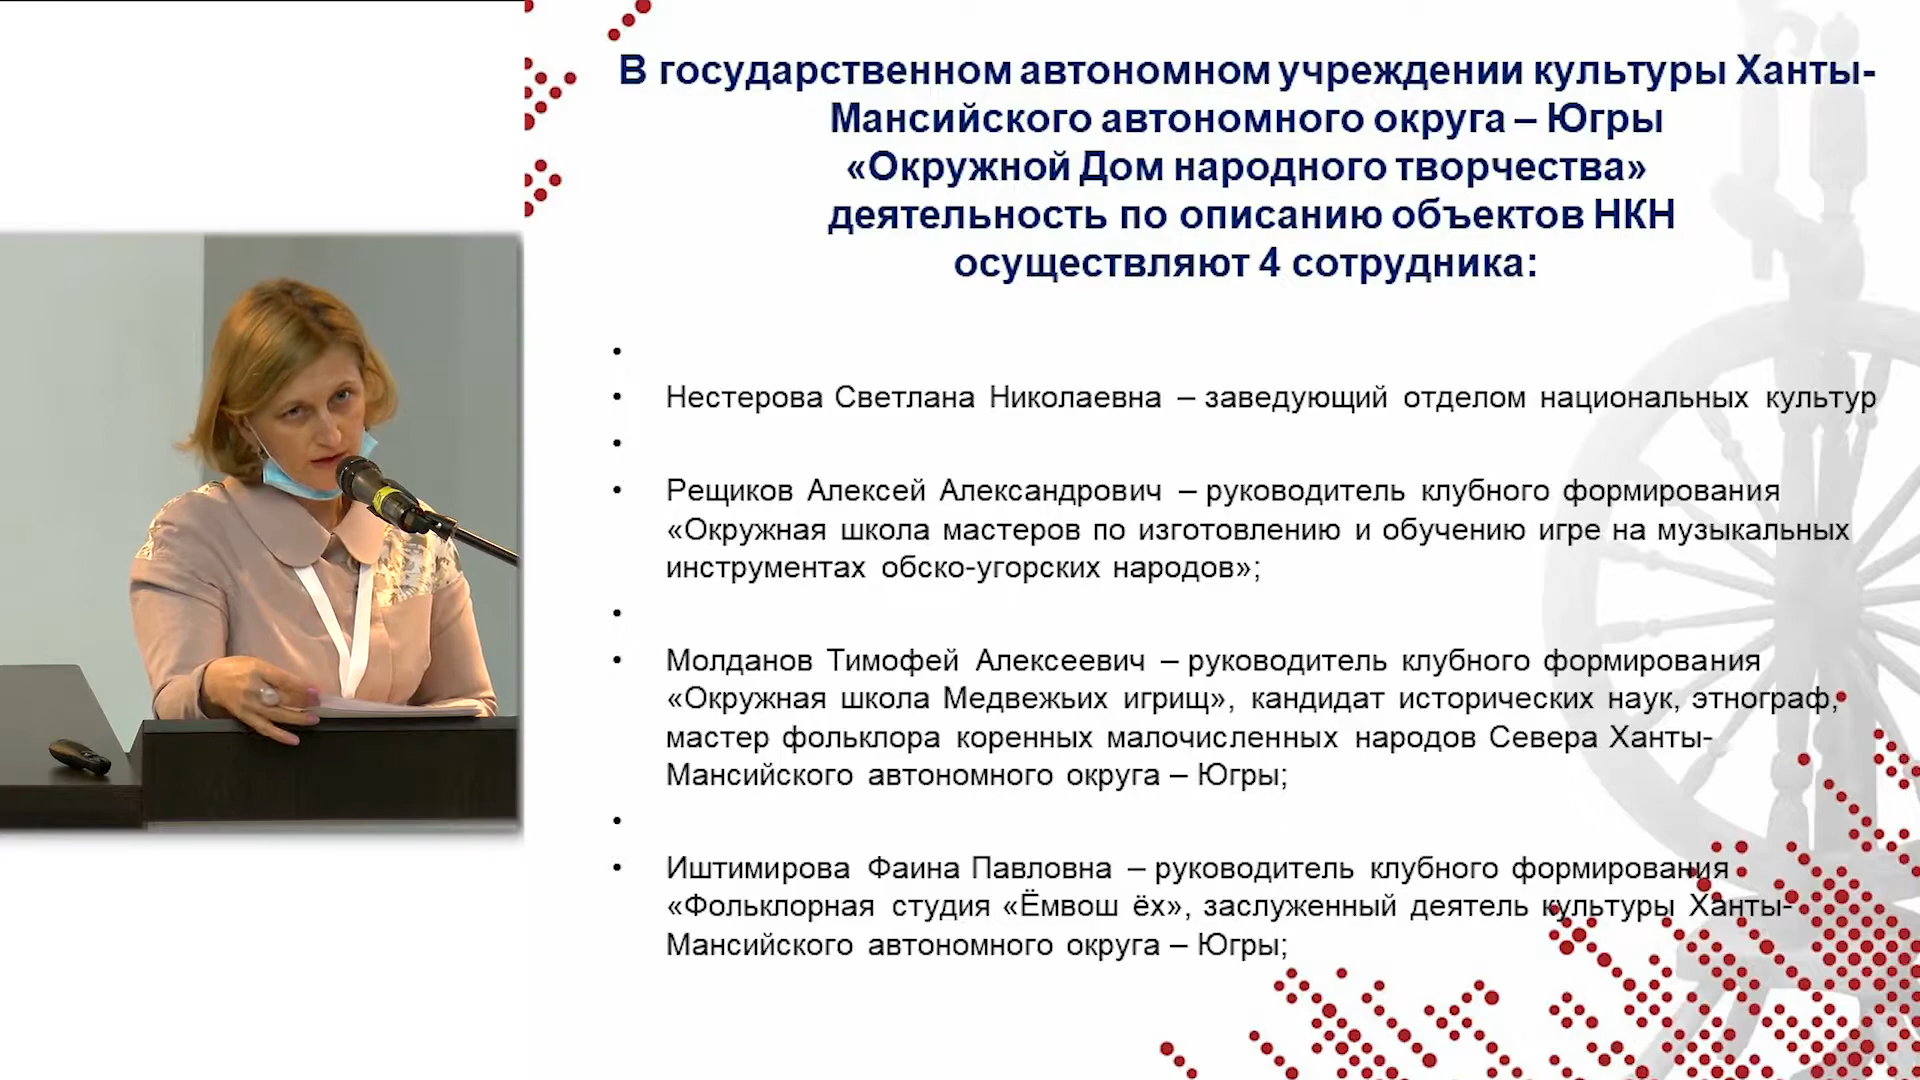 В государственном автономном учреждении культуры Ханты-
Мансийского автономного округа – Югры
«Окружной Дом народного творчества»
деятельность по описанию объектов НКН
осуществляют 4 сотрудника:
•
• Нестерова Светлана Николаевна – заведующий отделом национальных культур
•
• Рещиков Алексей Александрович – руководитель клубного формирования
«Окружная школа мастеров по изготовлению и обучению игре на музыкальных
инструментах обско-угорских народов»;
•
• Молданов Тимофей Алексеевич – руководитель клубного формирования
«Окружная школа Медвежьих игрищ», кандидат исторических наук, этнограф,
мастер фольклора коренных малочисленных народов Севера Ханты-
Мансийского автономного округа – Югры;
•
• Иштимирова Фаина Павловна – руководитель клубного формирования
«Фольклорная студия «Ёмвош ёх», заслуженный деятель культуры Ханты-
Мансийского автономного округа – Югры;